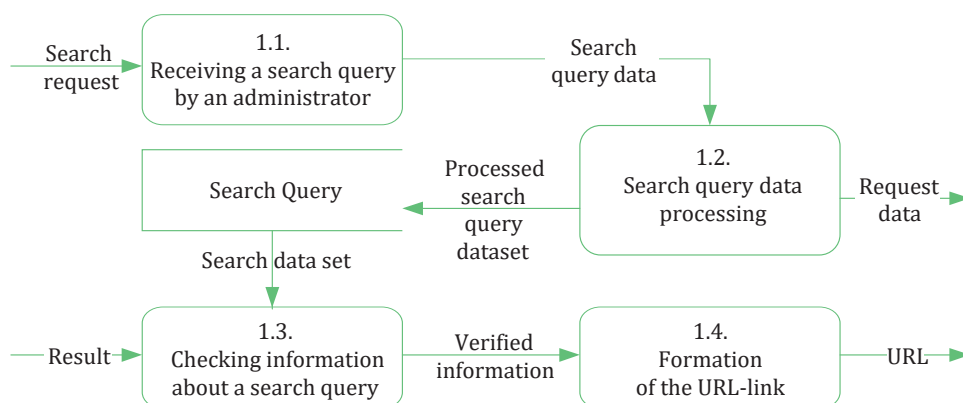 Search
request
1.1.
Receiving a search query
by an administrator
Search
query data
1.2.
Search query data
processing
Request
data
Processed
search
query
dataset
Search Query
Search data set
Result
1.3.
Checking information
about a search query
Verified
information
1.4.
Formation
of the URL-link
URL